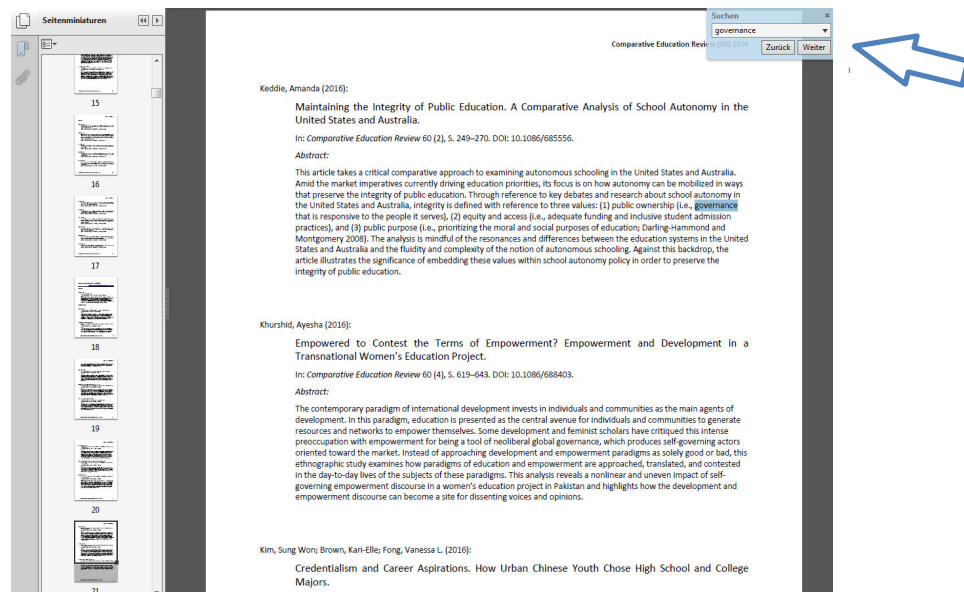 Seitenminiaturen
15
16
17
18
19
20
21
Suchen
governance
Zurück
Weiter
Comparative Education Review (60) 2016
Keddie, Amanda (2016):
Maintaining the Integrity of Public Education. A Comparative Analysis of School Autonomy in the
United States and Australia.
In: Comparative Education Review 60 (2), S. 249–270. DOI: 10.1086/685556.
Abstract:
This article takes a critical comparative approach to examining autonomous schooling in the United States and Australia.
Amid the market imperatives currently driving education priorities, its focus is on how autonomy can be mobilized in ways
that preserve the integrity of public education. Through reference to key debates and research about school autonomy in
the United States and Australia, integrity is defined with reference to three values: (1) public ownership (i.e., governance
that is responsive to the people it serves), (2) equity and access (i.e., adequate funding and inclusive student admission
practices), and (3) public purpose (i.e., prioritizing the moral and social purposes of education; Darling-Hammond and
Montgomery 2008). The analysis is mindful of the resonances and differences between the education systems in the United
States and Australia and the fluidity and complexity of the notion of autonomous schooling. Against this backdrop, the
article illustrates the significance of embedding these values within school autonomy policy in order to preserve the
integrity of public education.
Khurshid, Ayesha (2016):
Empowered to Contest the Terms of Empowerment? Empowerment and Development in a
Transnational Women's Education Project.
In: Comparative Education Review 60 (4), S. 619–643. DOI: 10.1086/688403.
Abstract:
The contemporary paradigm of international development invests in individuals and communities as the main agents of
development. In this paradigm, education is presented as the central avenue for individuals and communities to generate
resources and networks to empower themselves. Some development and feminist scholars have critiqued this intense
preoccupation with empowerment for being a tool of neoliberal global governance, which produces self-governing actors
oriented toward the market. Instead of approaching development and empowerment paradigms as solely good or bad, this
ethnographic study examines how paradigms of education and empowerment are approached, translated, and contested
in the day-to-day lives of the subjects of these paradigms. This analysis reveals a nonlinear and uneven impact of self-
governing empowerment discourse in a women's education project in Pakistan and highlights how the development and
empowerment discourse can become a site for dissenting voices and opinions.
Kim, Sung Won; Brown, Kari-Elle; Fong, Vanessa L. (2016):
Credentialism and Career Aspirations. How Urban Chinese Youth Chose High School and College
Majors.